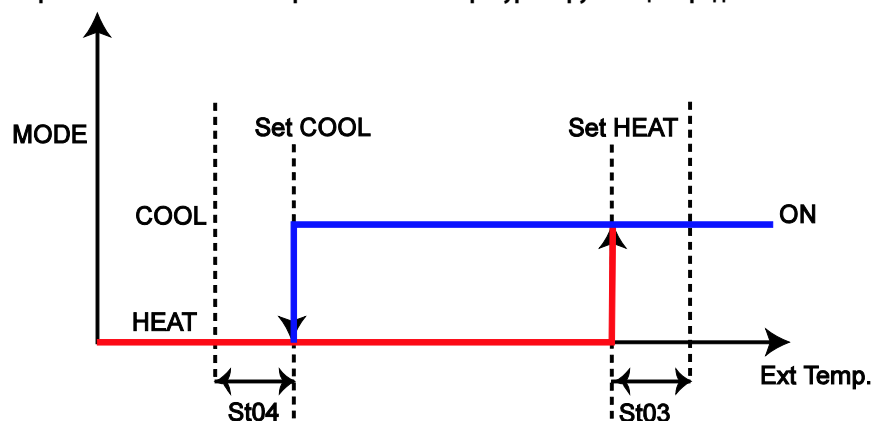 MODE
Set COOL
Set HEAT
COOL
ON
HEAT
Ext Temp.
St04
St03